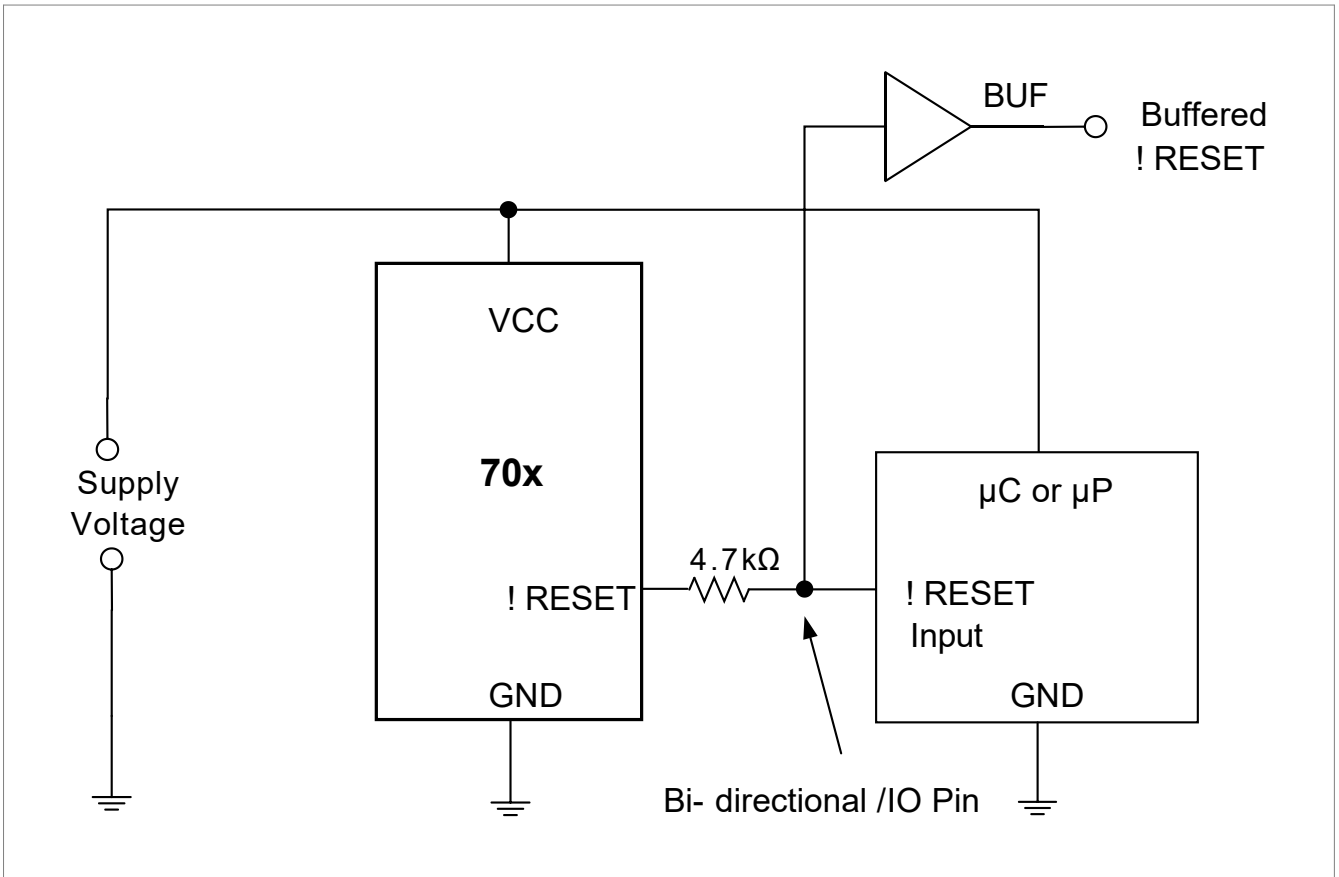 BUF
Buffered
! RESET
VCC
70x
Supply
Voltage
µC or µP
4.7kΩ
! RESET
! RESET
Input
GND
GND
Bi- directional /IO Pin